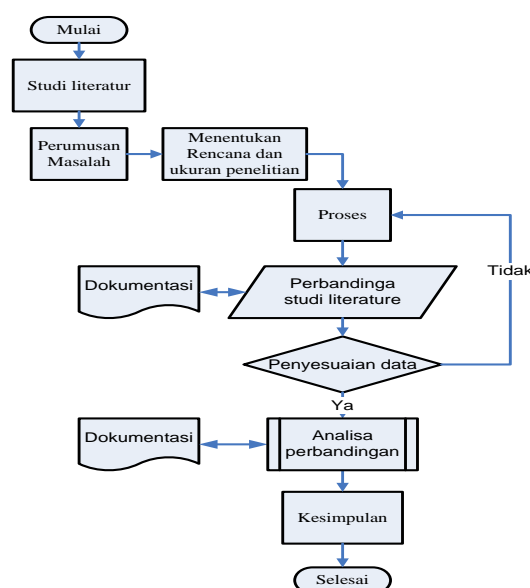 Mulai
Studi literatur
Perumusan
Masalah
Menentukan
Rencana dan
ukuran penelitian
Proses
Tidak
Dokumentasi
Perbandinga
studi literature
Penyesuaian data
Ya
Dokumentasi
Analisa
perbandingan
Kesimpulan
Selesai